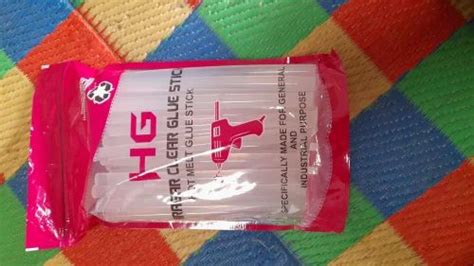 HG
CLEAR GLUE STICK
HOT MELT GLUE STICK
SPECIFICALLY MADE FOR GENERAL
AND
INDUSTRIAL PURPOSE